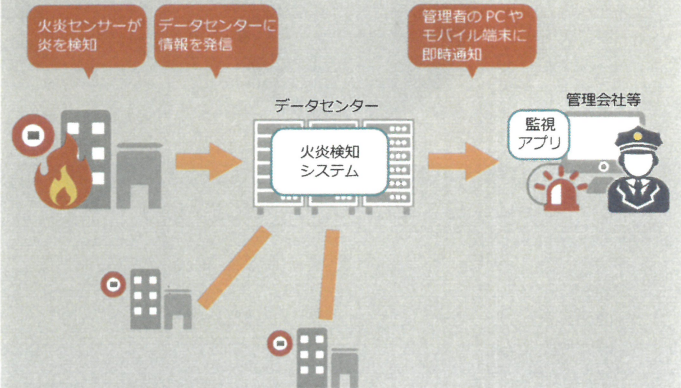 火炎センサーが
炎を検知
データセンターに
情報を発信
管理者のPCや
モバイル端末に
即時通知
データセンター
火炎検知
システム
管理会社等
監視
アプリ